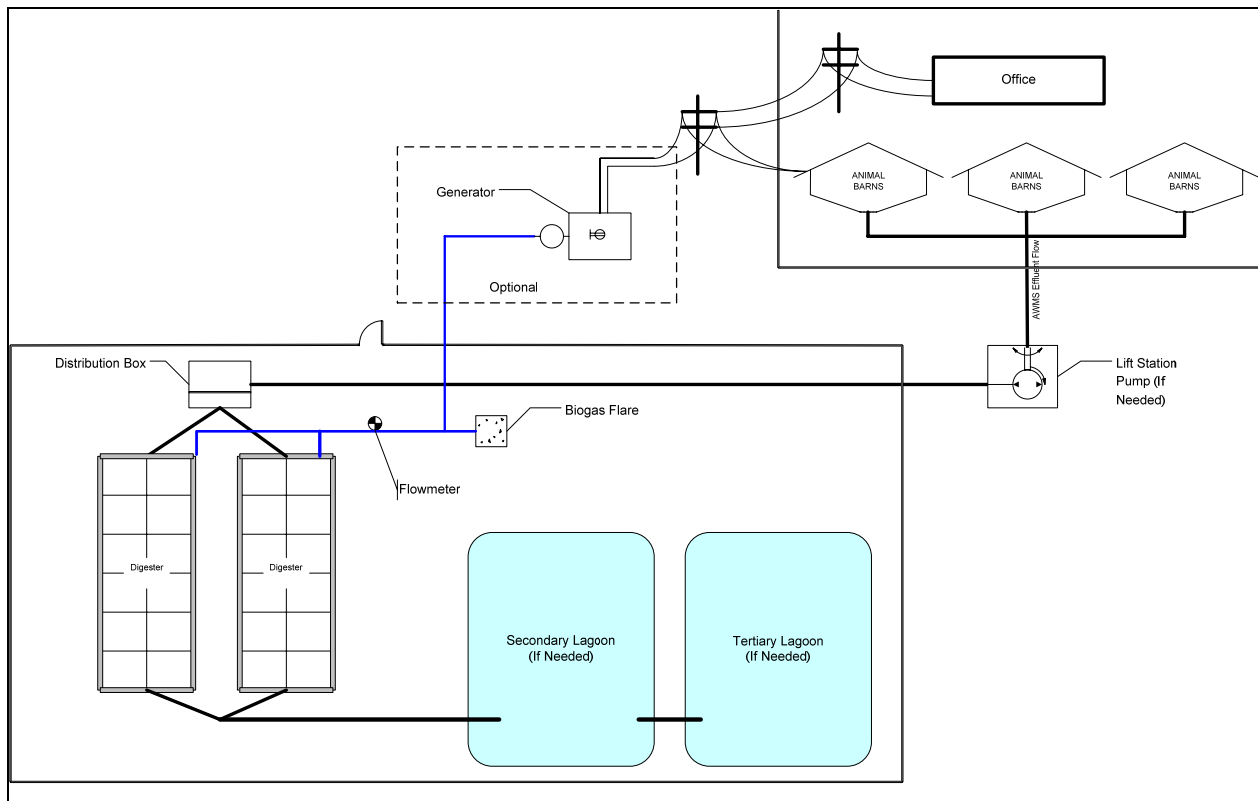 Office
ANIMAL
BARNS
ANIMAL
BARNS
ANIMAL
BARNS
Generator
Optional
AWMS Effluent Flow
Distribution Box
Lift Station
Pump (If
Needed)
Biogas Flare
Flowmeter
Digester
Digester
Secondary Lagoon
(If Needed)
Tertiary Lagoon
(If Needed)